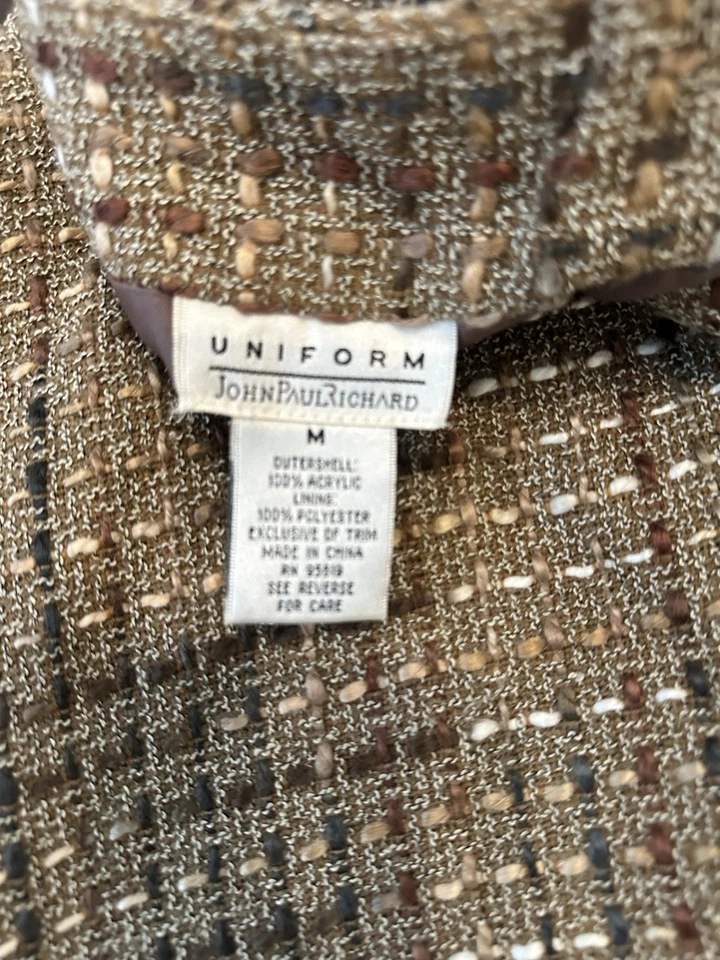 UNIFORM
JOHNPAULRICHARD
M
OUTERSHELL:
100% ACRYLIC
LINING:
100% POLYESTER
EXCLUSIVE OF TRIM
MADE IN CHINA
RN 95519
SEE REVERSE
FOR CARE